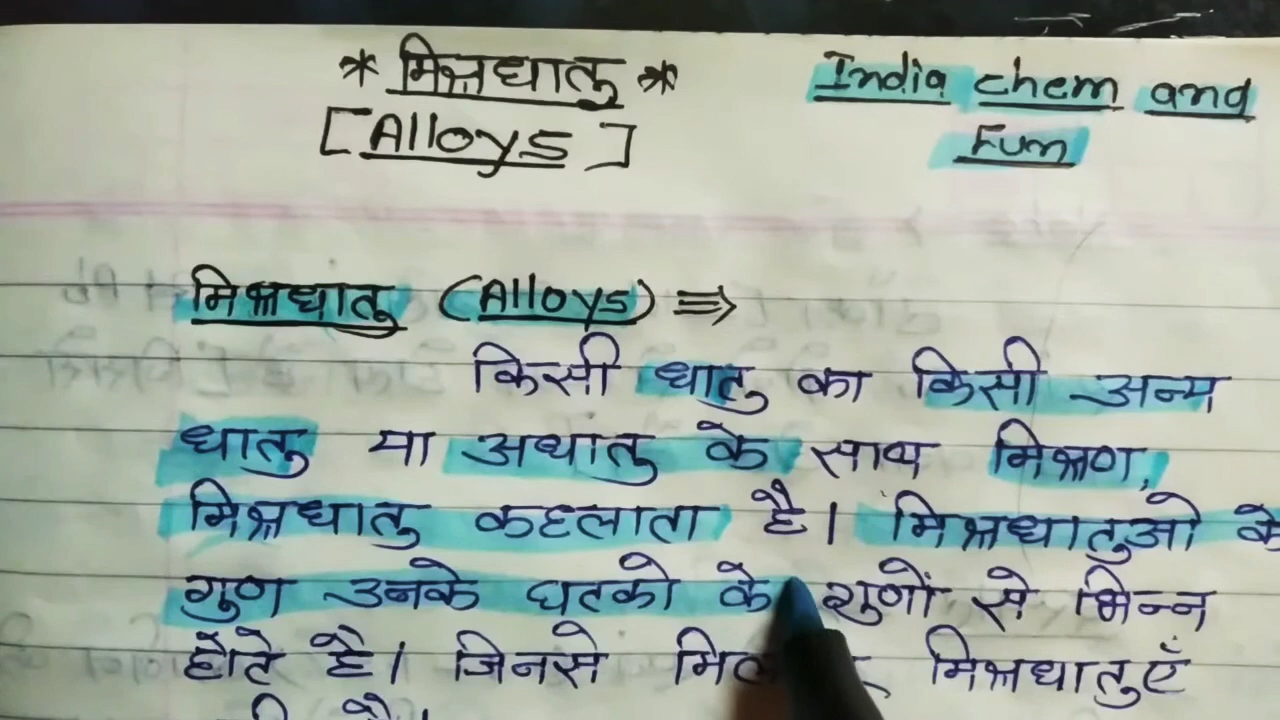 * मिश्रधातु *
[Alloys]
India chem and
Fun
मिश्रधातु (Alloys) ⇒
किसी धातु का किसी अन्य
धातु या अधातु के साथ मिश्रण,
मिश्रधातु कहलाता है। मिश्रधातुओ के
गुण उनके घटको के गुणों से भिन्न
होते है। जिनसे मिश्रधातुएँ